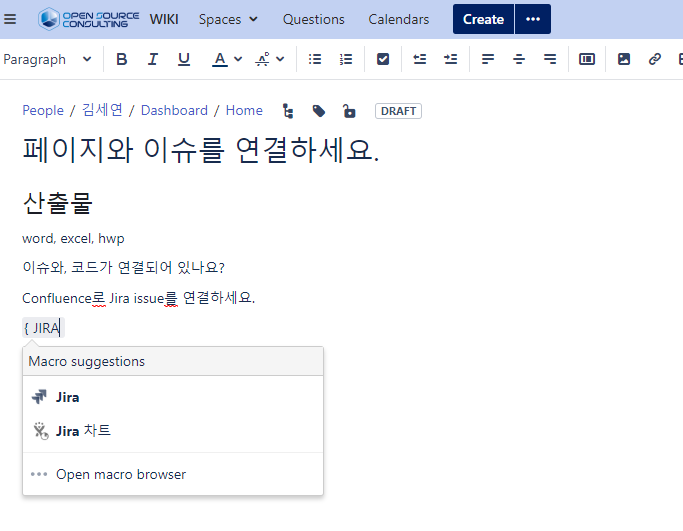 OPEN SOURCE CONSULTING WIKI Spaces Questions Calendars Create
Paragraph B I U A
People / 김세연 / Dashboard / Home DRAFT
페이지와 이슈를 연결하세요.
산출물
word, excel, hwp
이슈와, 코드가 연결되어 있나요?
Confluence로 Jira issue를 연결하세요.
{ JIRA
Macro suggestions
Jira
Jira 차트
Open macro browser